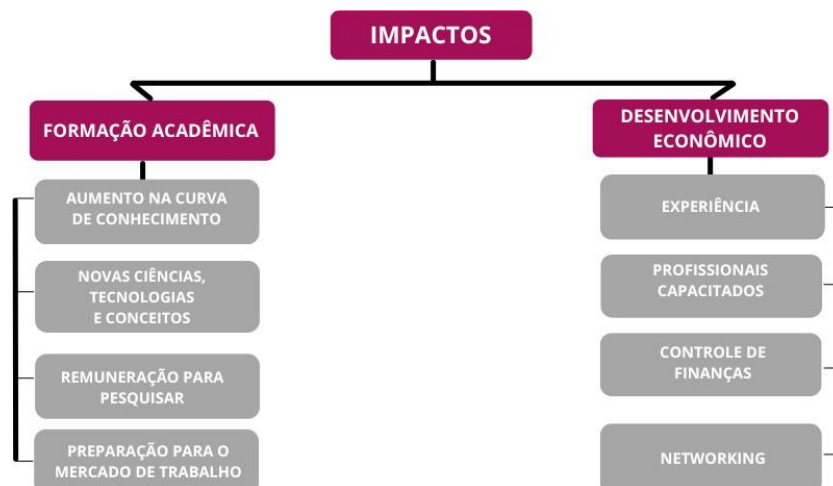 IMPACTOS
FORMAÇÃO ACADÊMICA
AUMENTO NA CURVA
DE CONHECIMENTO
NOVAS CIÊNCIAS,
TECNOLOGIAS
E CONCEITOS
REMUNERAÇÃO PARA
PESQUISAR
PREPARAÇÃO PARA O
MERCADO DE TRABALHO
DESENVOLVIMENTO
ECONÔMICO
EXPERIÊNCIA
PROFISSIONAIS
CAPACITADOS
CONTROLE DE
FINANÇAS
NETWORKING